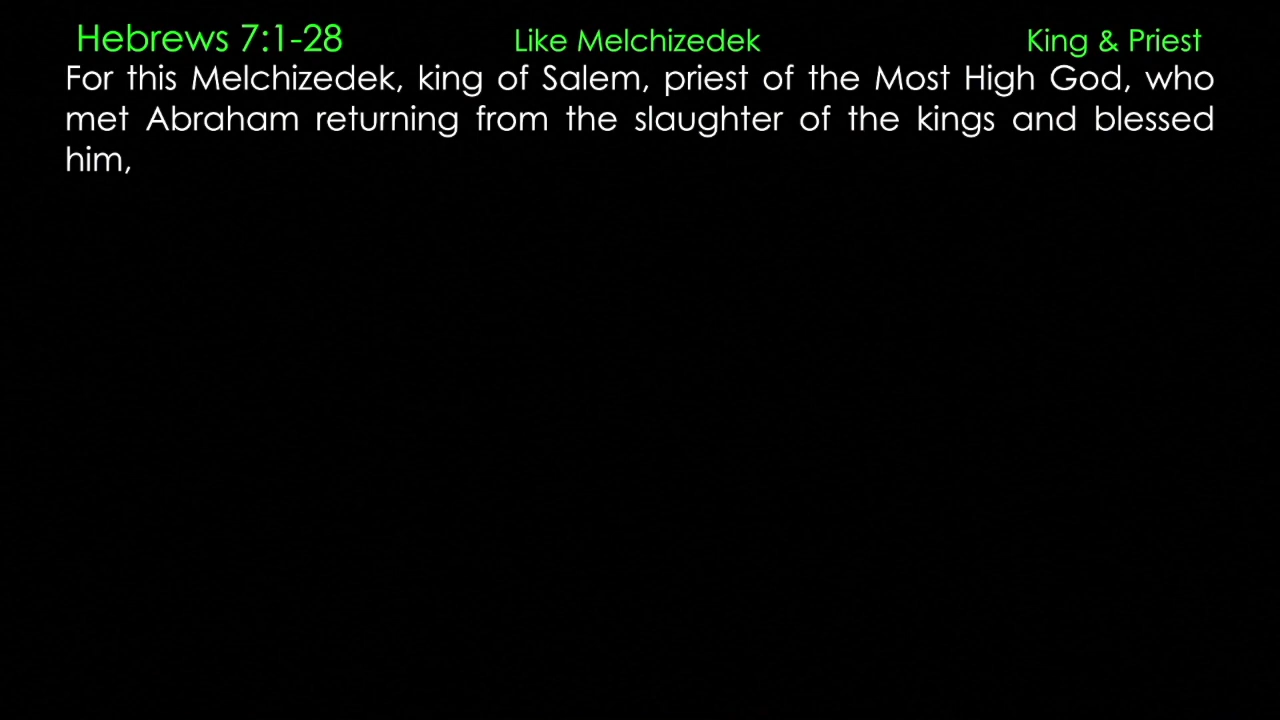 Hebrews 7:1-28 Like Melchizedek King & Priest
For this Melchizedek, king of Salem, priest of the Most High God, who
met Abraham returning from the slaughter of the kings and blessed
him,